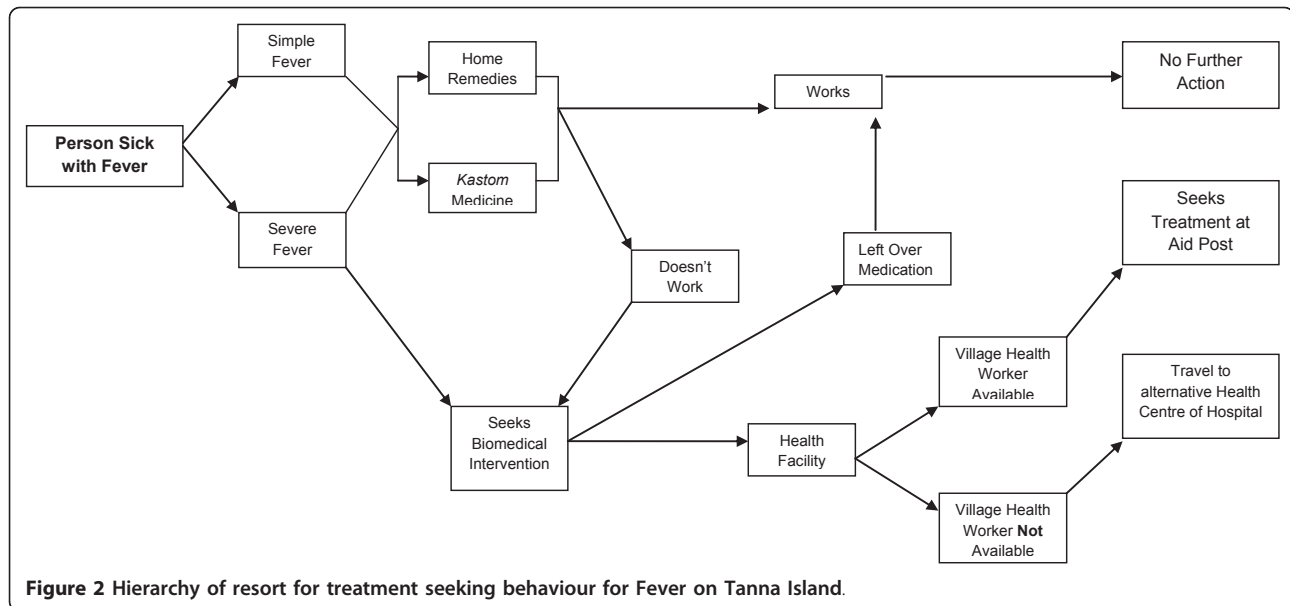 Simple
Fever
Home
Remedies
No Further
Action
Works
Person Sick
with Fever
Kastom
Medicine
Seeks
Treatment at
Aid Post
Severe
Fever
Left Over
Medication
Doesn't
Work
Village Health
Worker
Available
Travel to
alternative Health
Centre of Hospital
Seeks
Biomedical
Intervention
Health
Facility
Village Health
Worker Not
Available
Figure 2 Hierarchy of resort for treatment seeking behaviour for Fever on Tanna Island.